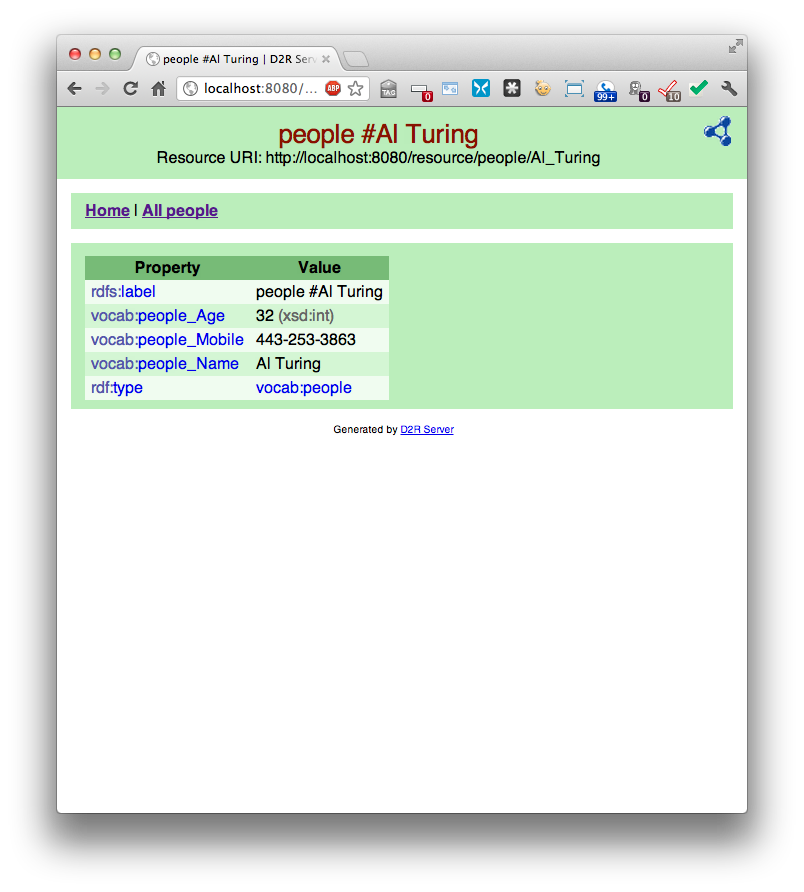 people #Al Turing | D2R Ser
localhost:8080/...
ABP
TAG
0
99+
0
10
people #Al Turing
Resource URI: http://localhost:8080/resource/people/Al_Turing
Home | All people
Property Value
rdfs:label people #Al Turing
vocab:people_Age 32 (xsd:int)
vocab:people_Mobile 443-253-3863
vocab:people_Name Al Turing
rdf:type vocab:people
Generated by D2R Server